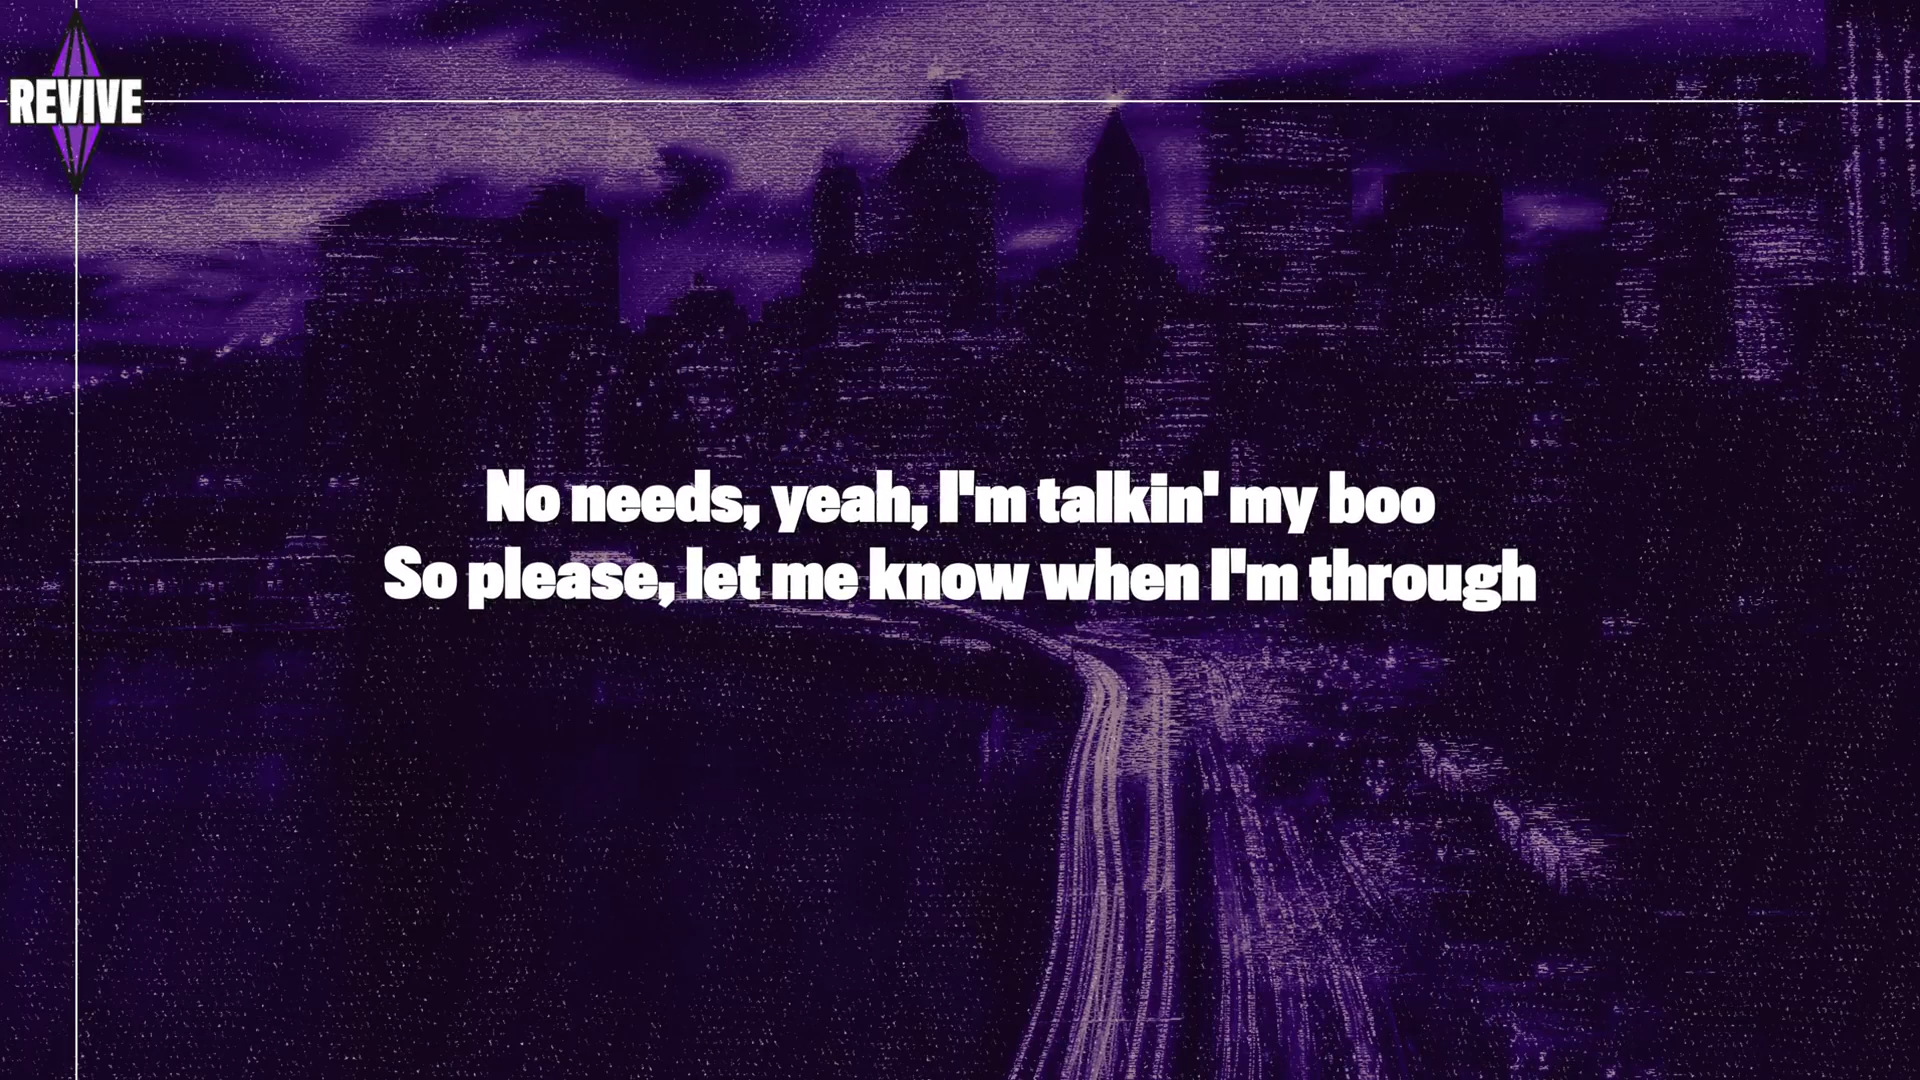 REVIVE
No needs, yeah, I'm talkin' my boo
So please, let me know when I'm through